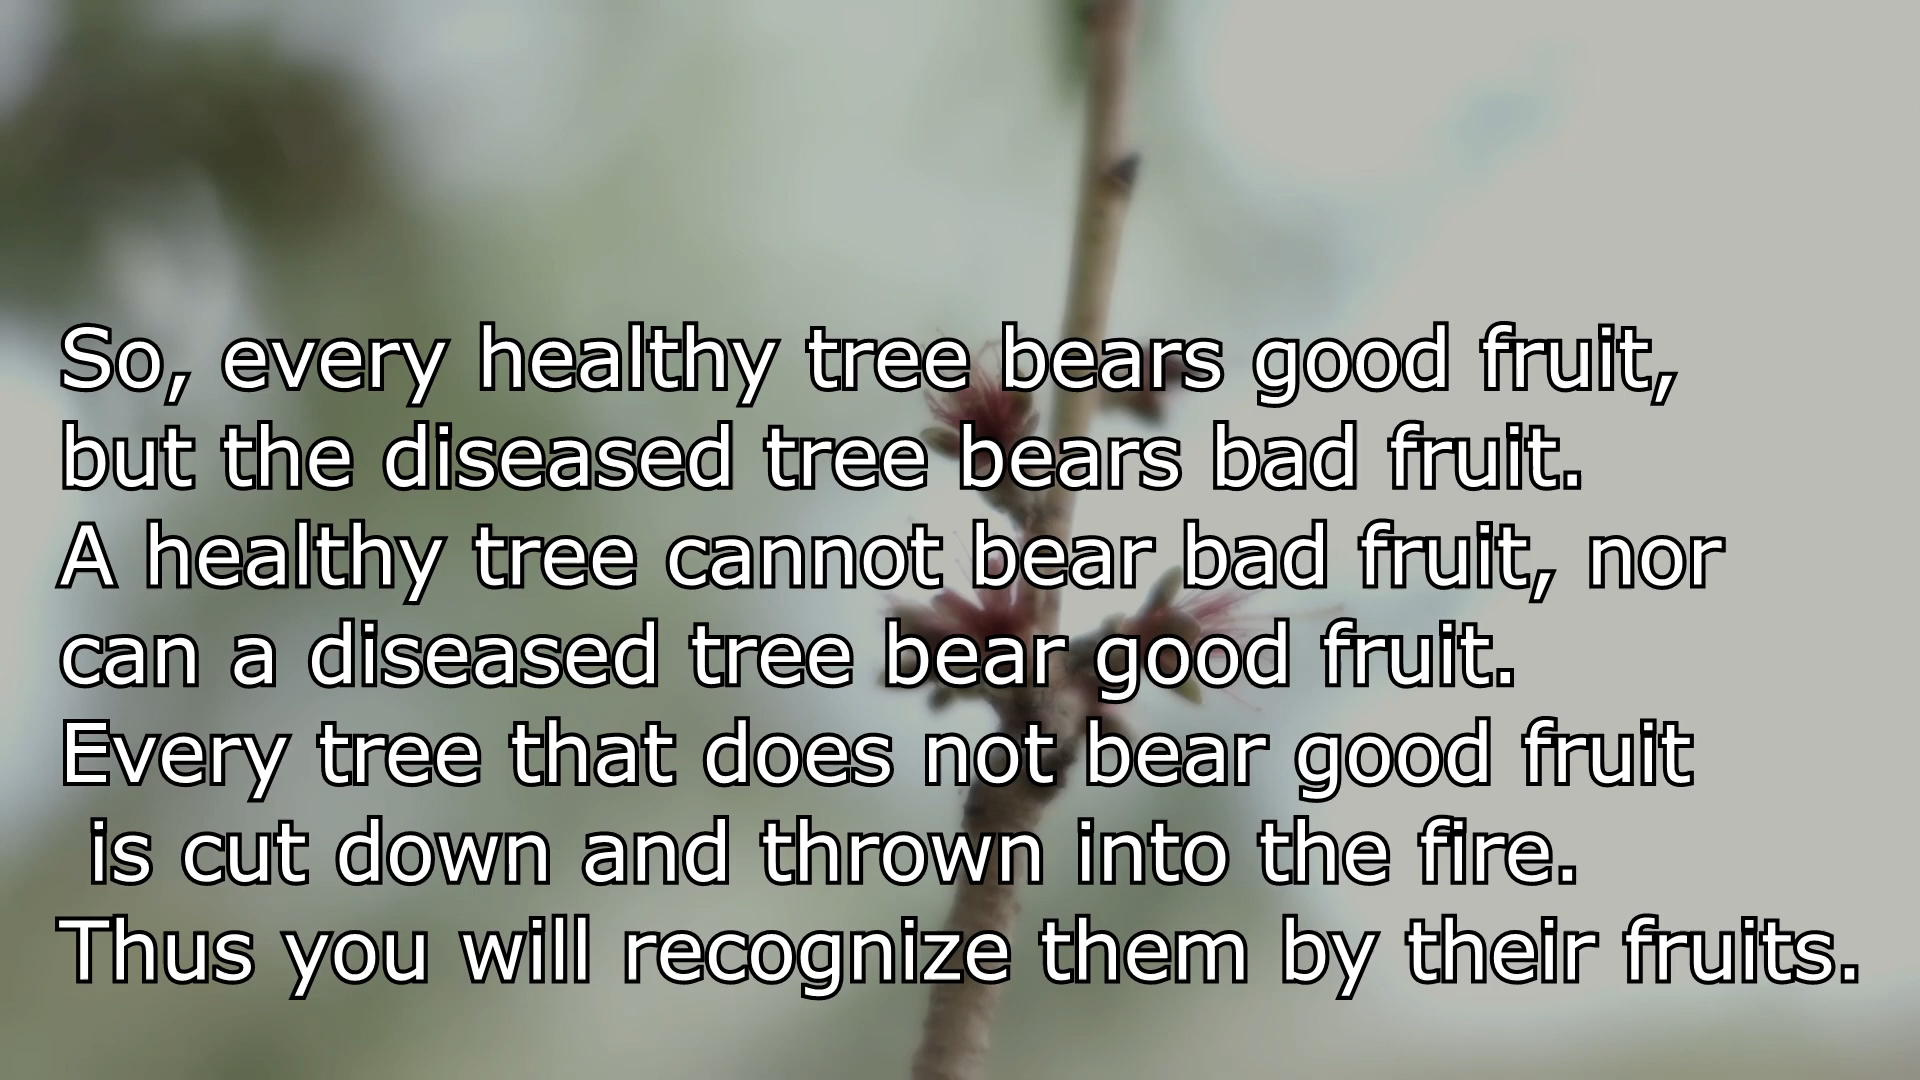 So, every healthy tree bears good fruit,
but the diseased tree bears bad fruit.
A healthy tree cannot bear bad fruit, nor
can a diseased tree bear good fruit.
Every tree that does not bear good fruit
is cut down and thrown into the fire.
Thus you will recognize them by their fruits.